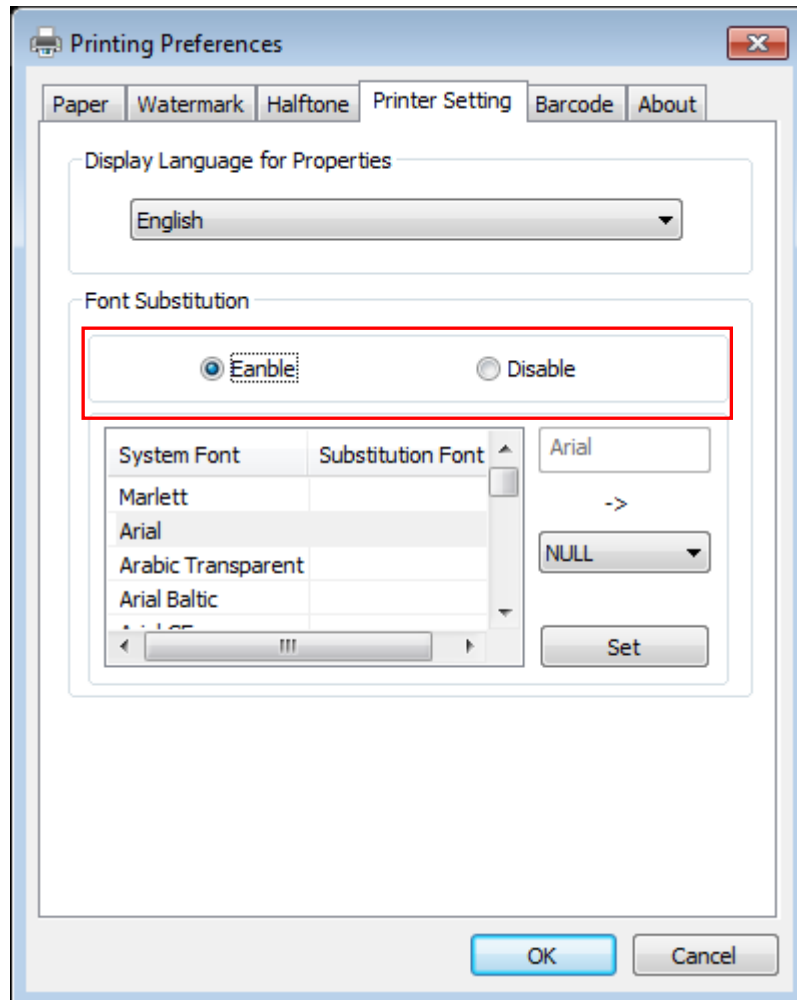 Printing Preferences
Paper Watermark Halftone Printer Setting Barcode About
Display Language for Properties
English
Font Substitution
Eanble Disable
System Font Substitution Font
Arial
Marlett
->
Arial
NULL
Arabic Transparent
Arial Baltic
Set
OK Cancel